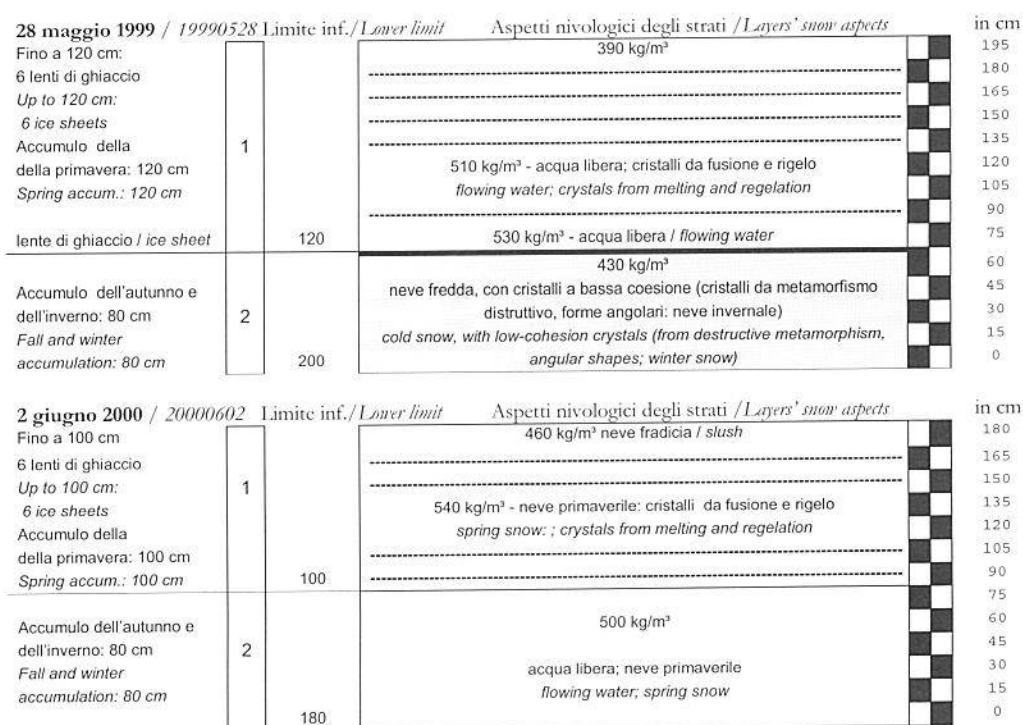 28 maggio 1999 / 19990528 Limite inf./Lower limit Aspetti nivologici degli strati /Layers' snow aspects in cm
Fino a 120 cm:
6 lenti di ghiaccio
Up to 120 cm:
6 ice sheets
Accumulo della
della primavera: 120 cm
Spring accum.: 120 cm
lente di ghiaccio / ice sheet
1
120
390 kg/m³
510 kg/m³ - acqua libera; cristalli da fusione e rigelo
flowing water; crystals from melting and regelation
530 kg/m³ - acqua libera / flowing water
Accumulo dell'autunno e
dell'inverno: 80 cm
Fall and winter
accumulation: 80 cm
2
200
430 kg/m³
neve fredda, con cristalli a bassa coesione (cristalli da metamorfismo
distruttivo, forme angolari: neve invernale)
cold snow, with low-cohesion crystals (from destructive metamorphism,
angular shapes; winter snow)
195
180
165
150
135
120
105
90
75
60
45
30
15
0
2 giugno 2000 / 20000602 Limite inf./Lower limit Aspetti nivologici degli strati /Layers' snow aspects in cm
Fino a 100 cm
6 lenti di ghiaccio
Up to 100 cm:
6 ice sheets
Accumulo della
della primavera: 100 cm
Spring accum.: 100 cm
1
100
460 kg/m³ neve fradicia / slush
540 kg/m³ - neve primaverile: cristalli da fusione e rigelo
spring snow: ; crystals from melting and regelation
Accumulo dell'autunno e
dell'inverno: 80 cm
Fall and winter
accumulation: 80 cm
2
180
500 kg/m³
acqua libera; neve primaverile
flowing water; spring snow
180
165
150
135
120
105
90
75
60
45
30
15
0